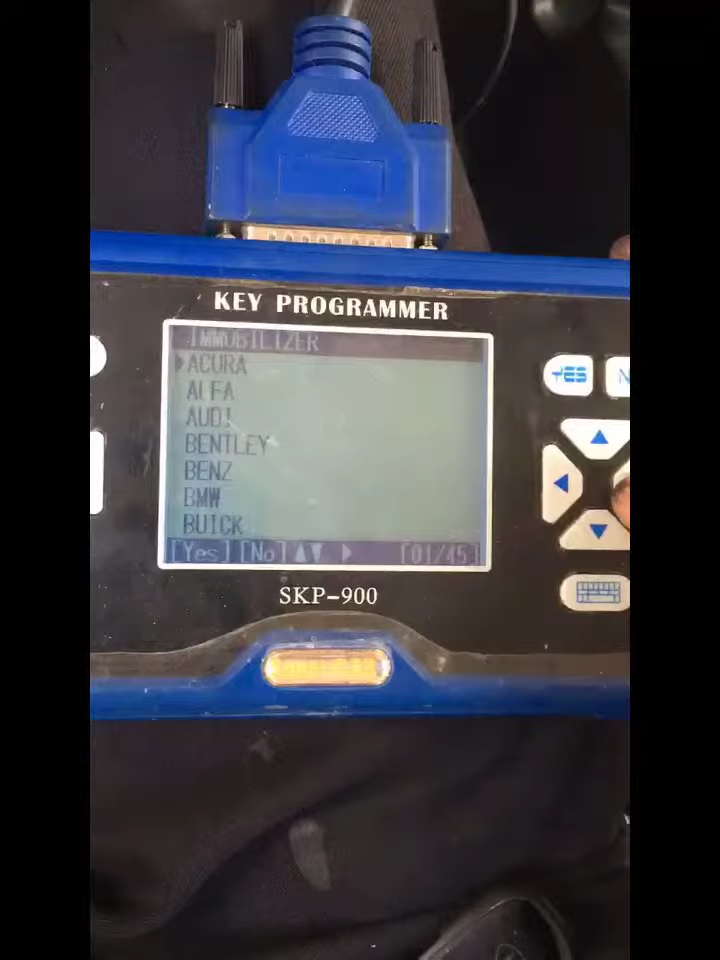 KEY PROGRAMMER
IMMOBILIZER
ACURA
ALFA
AUDI
BENTLEY
BENZ
BMW
BUICK
[Yes][No]▲▼ ▶ [01/45]
YES
N
SKP-900